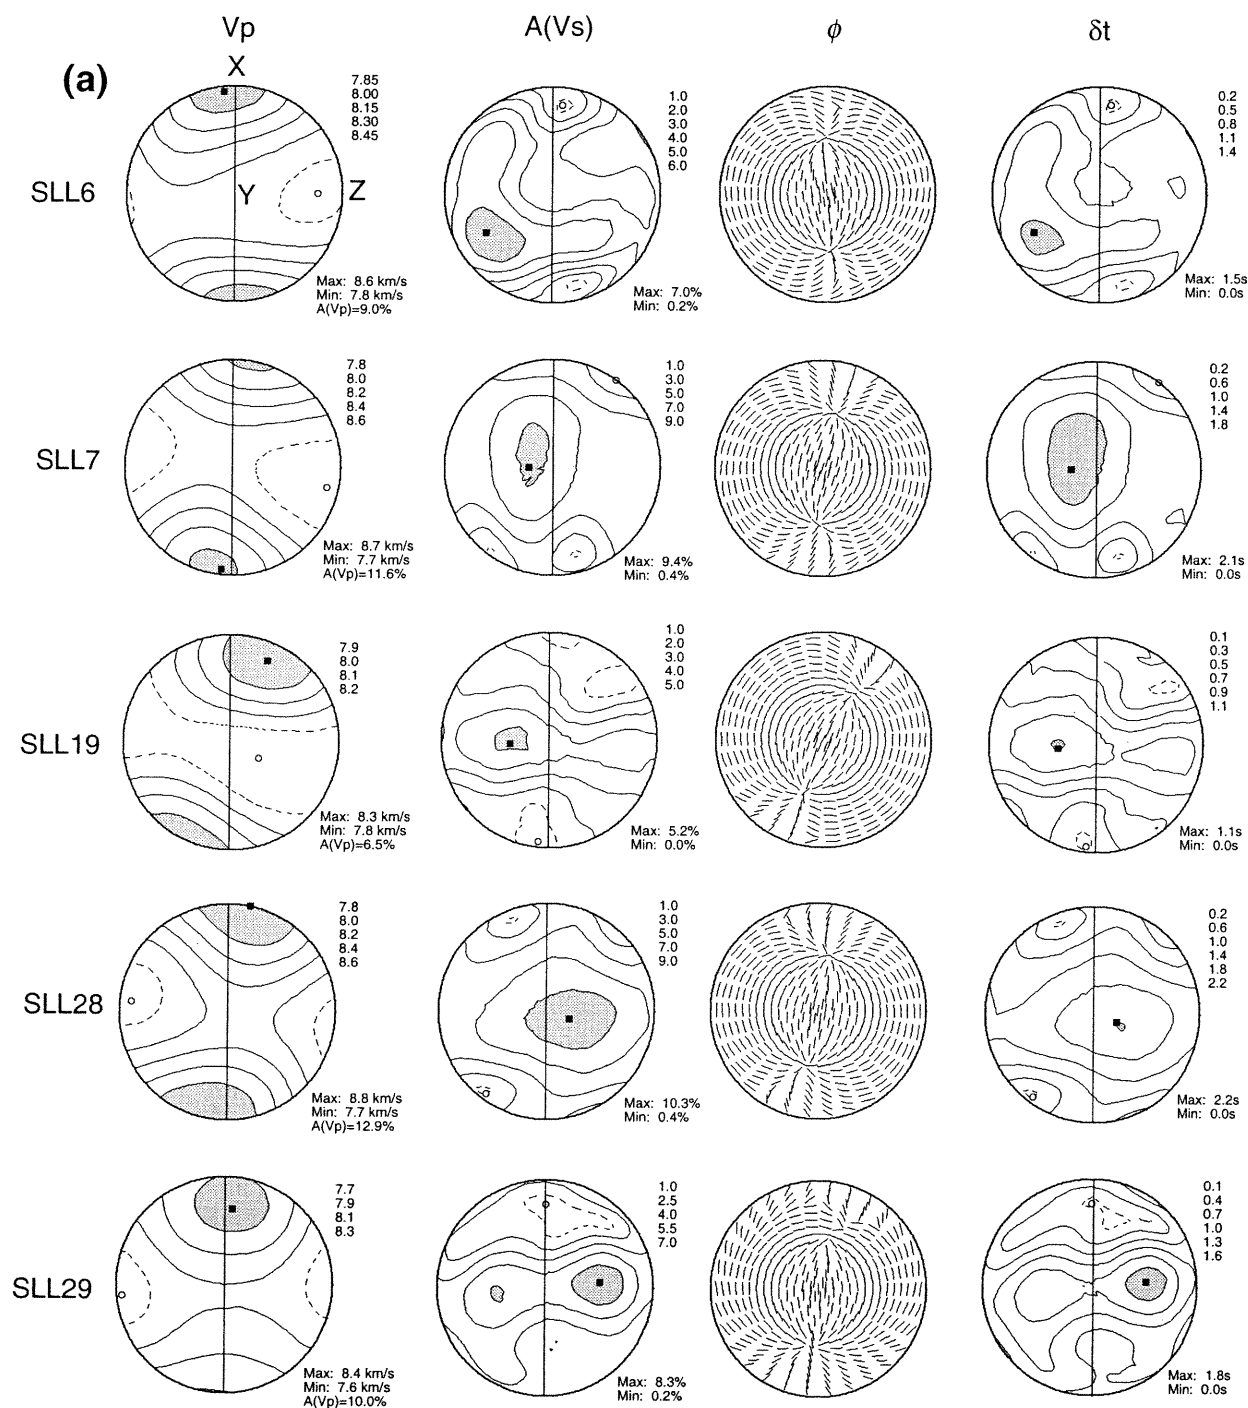 Vp A(Vs) ϕ δt
(a)
X
SLL6
Y Z
7.85
8.00
8.15
8.30
8.45
Max: 8.6 km/s
Min: 7.8 km/s
A(Vp)=9.0%
1.0
2.0
3.0
4.0
5.0
6.0
Max: 7.0%
Min: 0.2%
0.2
0.5
0.8
1.1
1.4
Max: 1.5s
Min: 0.0s
SLL7
7.8
8.0
8.2
8.4
8.6
Max: 8.7 km/s
Min: 7.7 km/s
A(Vp)=11.6%
1.0
3.0
5.0
7.0
9.0
Max: 9.4%
Min: 0.4%
0.2
0.6
1.0
1.4
1.8
Max: 2.1s
Min: 0.0s
SLL19
7.9
8.0
8.1
8.2
Max: 8.3 km/s
Min: 7.8 km/s
A(Vp)=6.5%
1.0
2.0
3.0
4.0
5.0
Max: 5.2%
Min: 0.0%
0.1
0.3
0.5
0.7
0.9
1.1
Max: 1.1s
Min: 0.0s
SLL28
7.8
8.0
8.2
8.4
8.6
Max: 8.8 km/s
Min: 7.7 km/s
A(Vp)=12.9%
1.0
3.0
5.0
7.0
9.0
Max: 10.3%
Min: 0.4%
0.2
0.6
1.0
1.4
1.8
2.2
Max: 2.2s
Min: 0.0s
SLL29
7.7
7.9
8.1
8.3
Max: 8.4 km/s
Min: 7.6 km/s
A(Vp)=10.0%
1.0
2.5
4.0
5.5
7.0
Max: 8.3%
Min: 0.2%
0.1
0.4
0.7
1.0
1.3
1.6
Max: 1.8s
Min: 0.0s